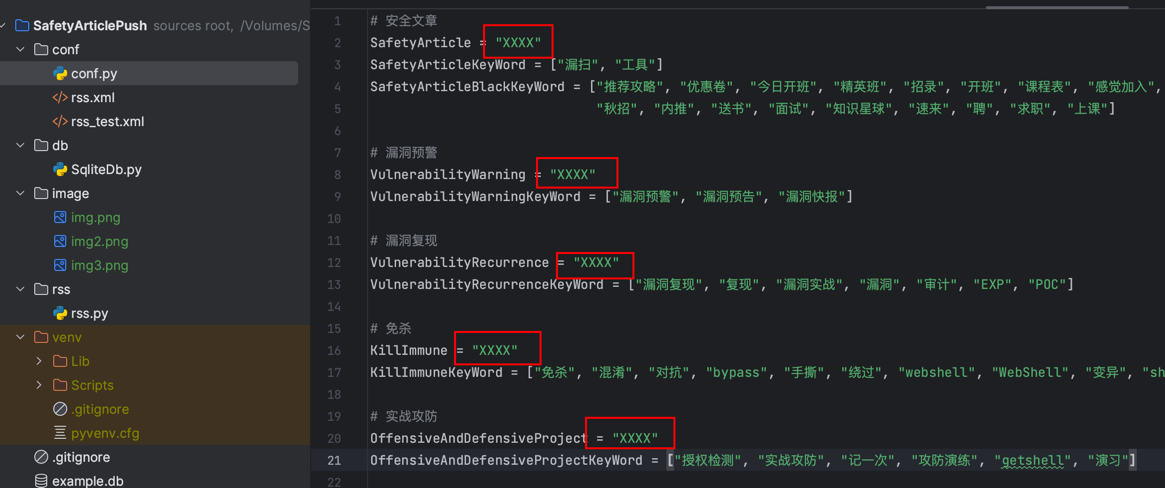 SafetyArticlePush sources root, /Volumes/S
conf
conf.py
rss.xml
rss_test.xml
db
SqliteDb.py
image
img.png
img2.png
img3.png
rss
rss.py
venv
Lib
Scripts
.gitignore
pyvenv.cfg
.gitignore
example.db
1 # 安全文章
2 SafetyArticle = "XXXX"
3 SafetyArticleKeyWord = ["漏扫", "工具"]
4 SafetyArticleBlackKeyWord = ["推荐攻略", "优惠卷", "今日开班", "精英班", "招录", "开班", "课程表", "感觉加入",
5 "秋招", "内推", "送书", "面试", "知识星球", "速来", "聘", "求职", "上课"]
6
7 # 漏洞预警
8 VulnerabilityWarning = "XXXX"
9 VulnerabilityWarningKeyWord = ["漏洞预警", "漏洞预告", "漏洞快报"]
10
11 # 漏洞复现
12 VulnerabilityRecurrence = "XXXX"
13 VulnerabilityRecurrenceKeyWord = ["漏洞复现", "复现", "漏洞实战", "漏洞", "审计", "EXP", "POC"]
14
15 # 免杀
16 KillImmune = "XXXX"
17 KillImmuneKeyWord = ["免杀", "混淆", "对抗", "bypass", "手撕", "绕过", "webshell", "WebShell", "变异", "sh
18
19 # 实战攻防
20 OffensiveAndDefensiveProject = "XXXX"
21 OffensiveAndDefensiveProjectKeyWord = ["授权检测", "实战攻防", "记一次", "攻防演练", "getshell", "演习"]
22